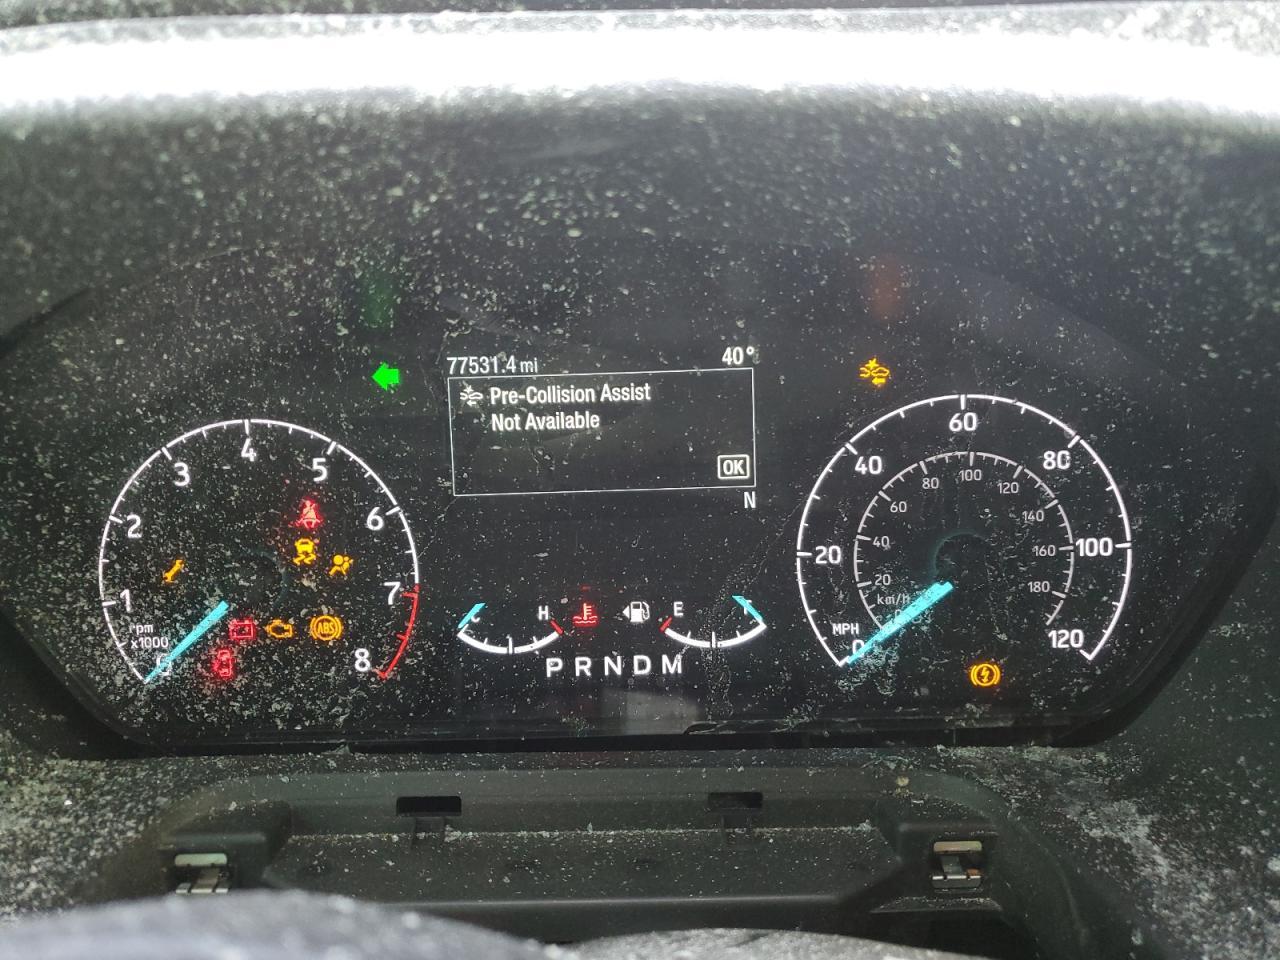 77531.4 mi
40°
Pre-Collision Assist
Not Available
OK
N
1
2
3
4
5
6
7
8
rpm
x1000
ABS
H
E
P R N D M
0
20
40
60
80
100
120
MPH
20
40
60
80
100
120
140
160
180
km/h